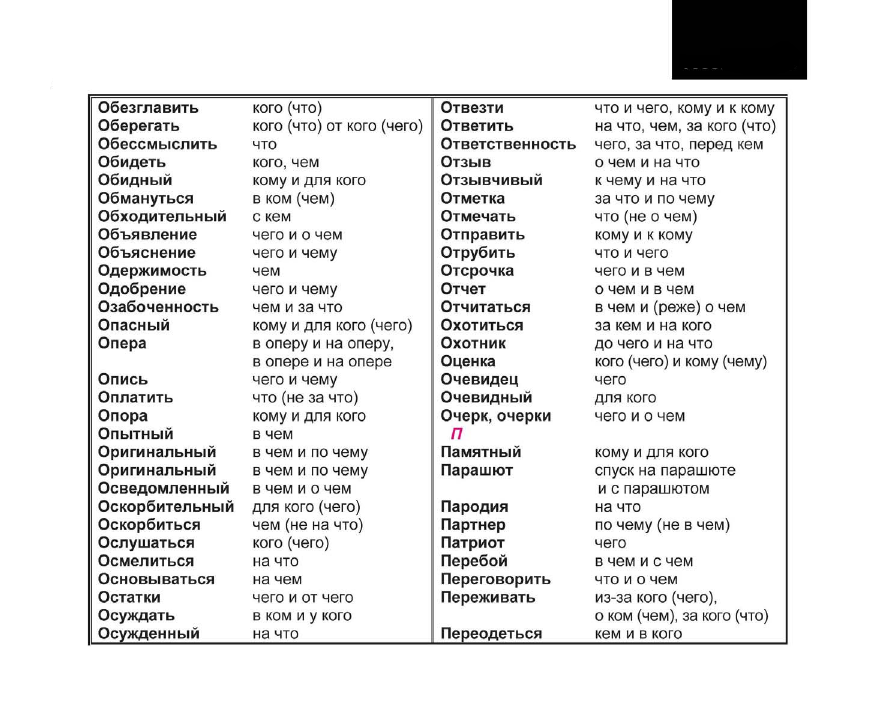 Обезглавить кого (что)
Оберегать кого (что) от кого (чего)
Обессмыслить что
Обидеть кого, чем
Обидный кому и для кого
Обмануться в ком (чем)
Обходительный с кем
Объявление чего и о чем
Объяснение чего и чему
Одержимость чем
Одобрение чего и чему
Озабоченность чем и за что
Опасный кому и для кого (чего)
Опера в оперу и на оперу,
в опере и на опере
Опись чего и чему
Оплатить что (не за что)
Опора кому и для кого
Опытный в чем
Оригинальный в чем и по чему
Оригинальный в чем и по чему
Осведомленный в чем и о чем
Оскорбительный для кого (чего)
Оскорбиться чем (не на что)
Ослушаться кого (чего)
Осмелиться на что
Основываться на чем
Остатки чего и от чего
Осуждать в ком и у кого
Осужденный на что
Отвезти что и чего, кому и к кому
Ответить на что, чем, за кого (что)
Ответственность чего, за что, перед кем
Отзыв о чем и на что
Отзывчивый к чему и на что
Отметка за что и по чему
Отмечать что (не о чем)
Отправить кому и к кому
Отрубить что и чего
Отсрочка чего и в чем
Отчет о чем и в чем
Отчитаться в чем и (реже) о чем
Охотиться за кем и на кого
Охотник до чего и на что
Оценка кого (чего) и кому (чему)
Очевидец чего
Очевидный для кого
Очерк, очерки чего и о чем
П
Памятный кому и для кого
Парашют спуск на парашюте
и с парашютом
Пародия на что
Партнер по чему (не в чем)
Патриот чего
Перебой в чем и с чем
Переговорить что и о чем
Переживать из-за кого (чего),
о ком (чем), за кого (что)
Переодеться кем и в кого